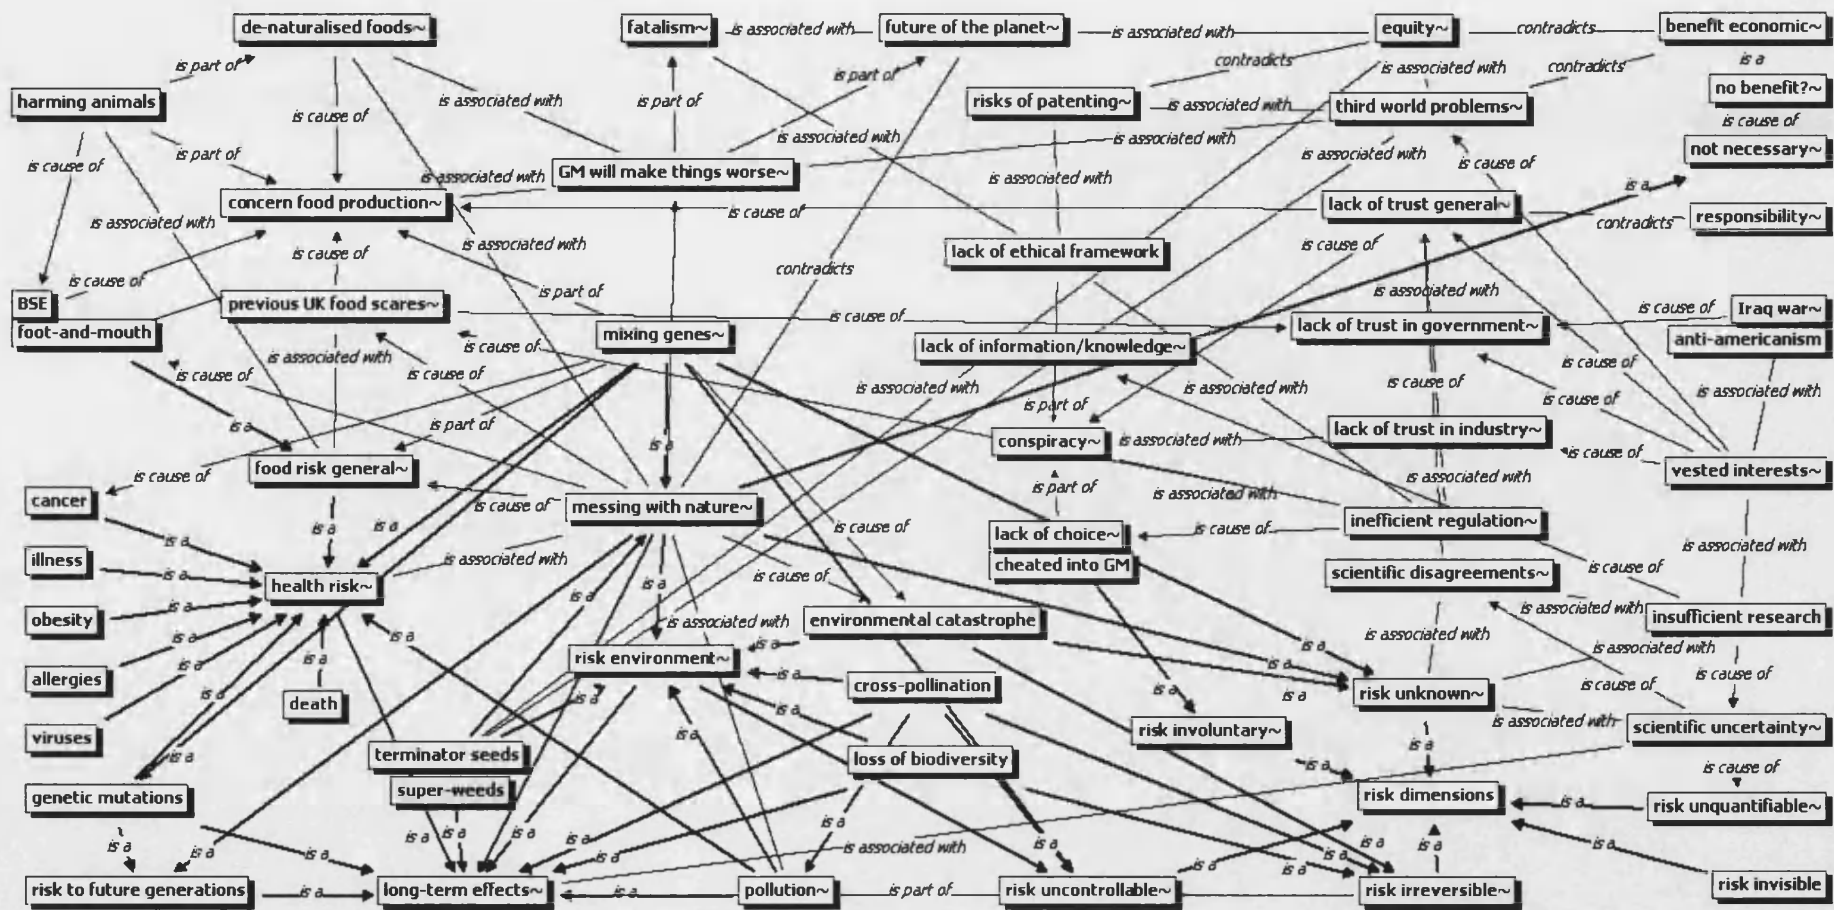 de-naturalised foods~
fatalism~
is associated with
future of the planet~
is associated with
equity~
contradicts
benefit economic~
is part of
is a
harming animals
is associated with
is part of
is part of
contradicts
is associated with
contradicts
no benefit?~
risks of patenting~
is associated with
third world problems~
is cause of
is associated with
is associated with
is cause of
is cause of
is part of
is associated with
is cause of
not necessary~
GM will make things worse~
is associated with
is associated with
is a
concern food production~
is cause of
lack of trust general~
contradicts
responsibility~
is associated with
is associated with
is cause of
lack of ethical framework
is cause of
is cause of
contradicts
BSE
previous UK food scares~
is part of
is associated with
is cause of
Iraq war~
foot-and-mouth
is cause of
lack of trust in government~
anti-americanism
mixing genes~
is cause of
lack of information/knowledge~
is associated with
is cause of
is cause of
is associated with
is associated with
is cause of
is associated with
is cause of
is a
is part of
is part of
is a
conspiracy~
is associated with
lack of trust in industry~
is cause of
food risk general~
is cause of
vested interests~
is cause of
is associated with
is associated with
cancer
messing with nature~
is part of
is a
is a
is cause of
is cause of
lack of choice~
is cause of
inefficient regulation~
is a
is associated with
is associated with
illness
cheated into GM
is a
health risk~
is a
is cause of
scientific disagreements~
is cause of
is a
obesity
is a
is associated with
environmental catastrophe
is associated with
insufficient research
is a
is a
is associated with
is associated with
allergies
is a
risk environment~
is a
is a
is a
is a
is a
cross-pollination
is a
is a
risk unknown~
is cause of
is cause of
death
is a
is associated with
viruses
is a
risk involuntary~
scientific uncertainty~
is a
terminator seeds
is a
loss of biodiversity
is a
is a
is cause of
genetic mutations
super-weeds
risk dimensions
is a
risk unquantifiable~
is a
is a
is a
is a
is a
is a
is a
is a
is a
is a
is associated with
is a
is a
is a
is a
is a
risk to future generations
is a
long-term effects~
is a
pollution~
is part of
risk uncontrollable~
risk irreversible~
risk invisible